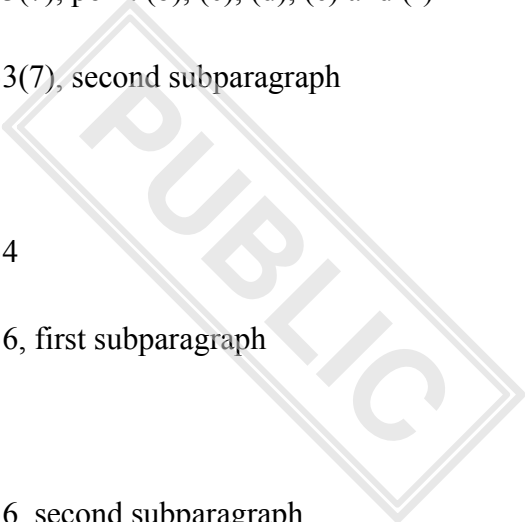 3(7), second subparagraph
PUBLIC
4
6, first subparagraph
6, second subparagraph